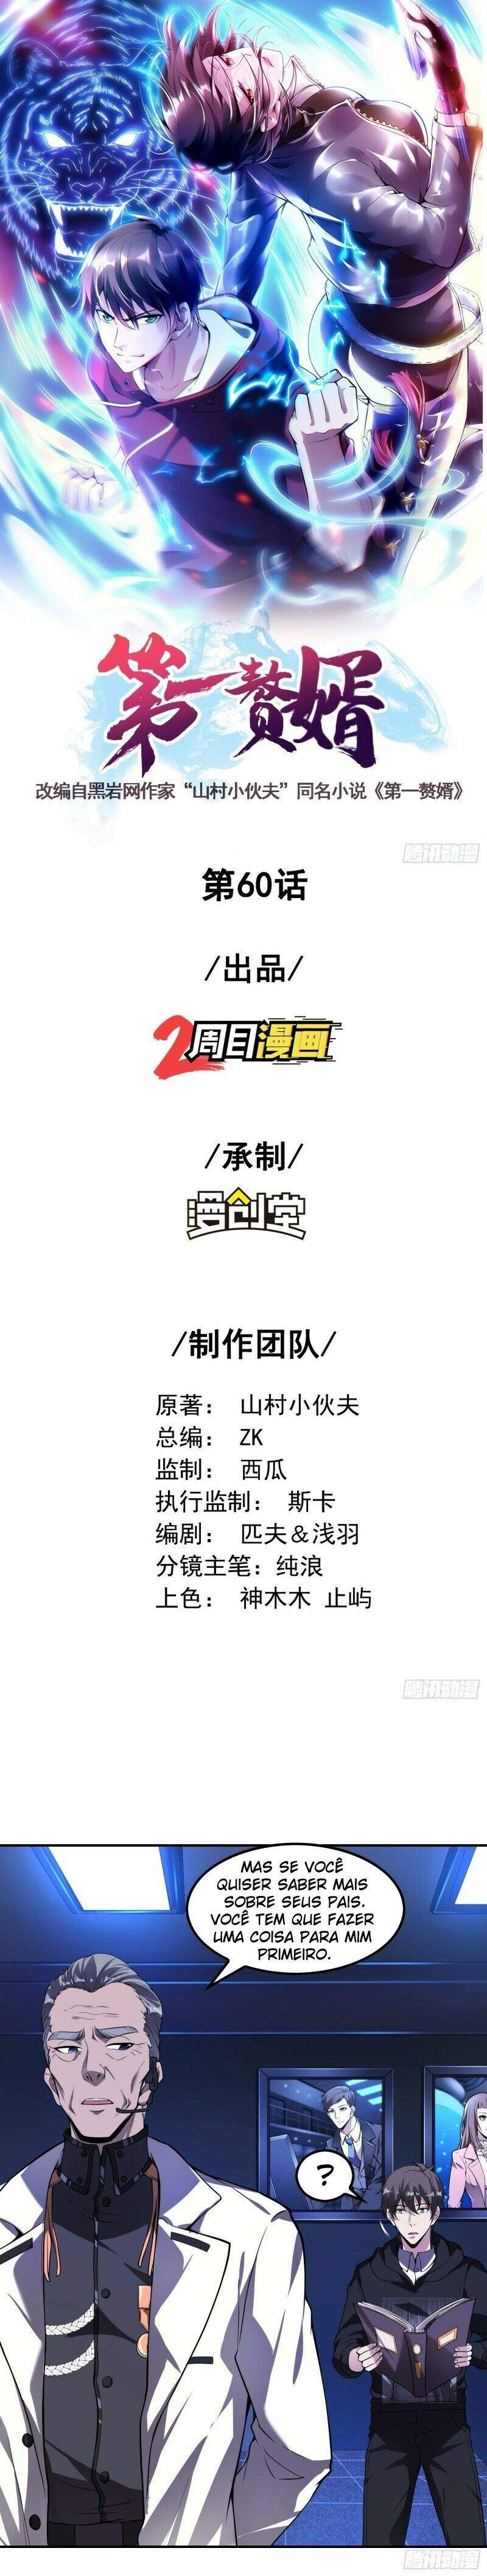 第一赘婿
改编自黑岩网作家“山村小伙夫”同名小说《第一赘婿》
腾讯动漫
第60话
/出品/
2周目漫画
/承制/
漫创堂
/制作团队/
原著： 山村小伙夫
总编： ZK
监制： 西瓜
执行监制： 斯卡
编剧： 匹夫＆浅羽
分镜主笔：纯浪
上色： 神木木 止屿
腾讯动漫
MAS SE VOCÊ
QUISER SABER MAIS
SOBRE SEUS PAIS.
VOCÊ TEM QUE FAZER
UMA COISA PARA MIM
PRIMEIRO.
?
腾讯动漫